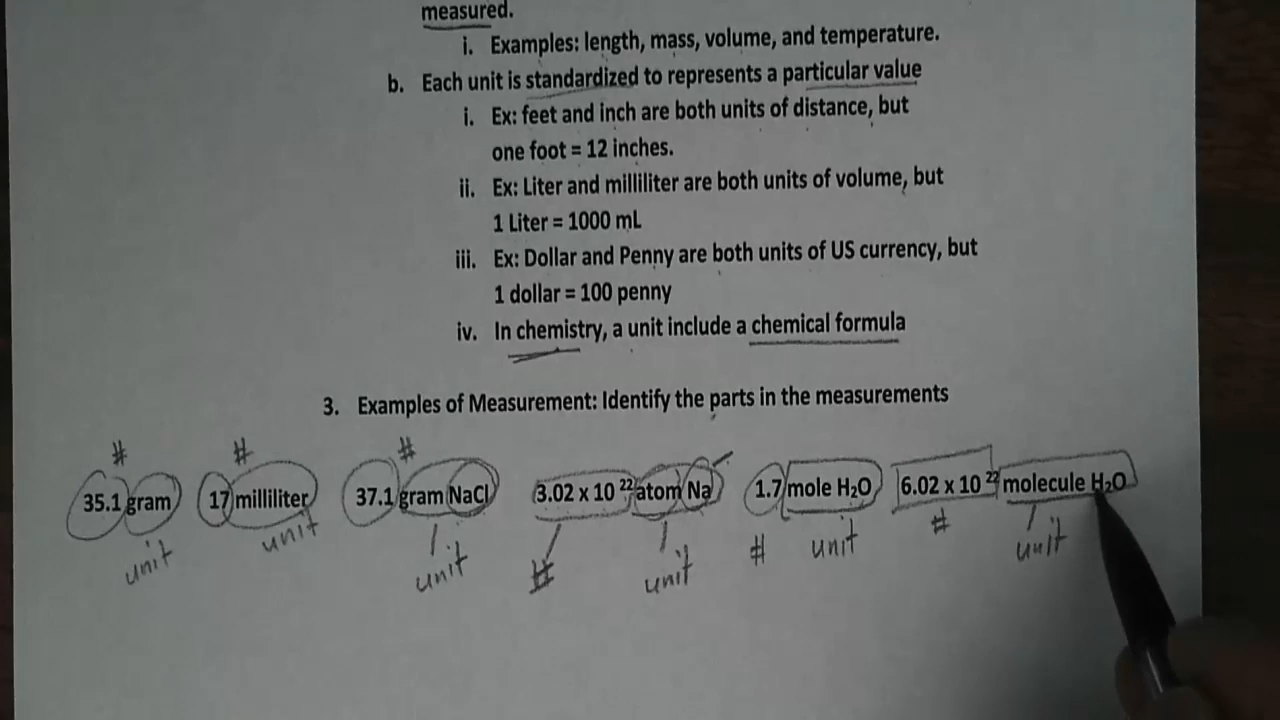 measured.
i. Examples: length, mass, volume, and temperature.
b. Each unit is standardized to represents a particular value
i. Ex: feet and inch are both units of distance, but
one foot = 12 inches.
ii. Ex: Liter and milliliter are both units of volume, but
1 Liter = 1000 mL
iii. Ex: Dollar and Penny are both units of US currency, but
1 dollar = 100 penny
iv. In chemistry, a unit include a chemical formula
3. Examples of Measurement: Identify the parts in the measurements
# # #
35.1 gram 17 milliliter 37.1 gram NaCl 3.02 x 10 ²² atom Na 1.7 mole H₂O 6.02 x 10 ²² molecule H₂O
unit unit unit # unit # unit # unit